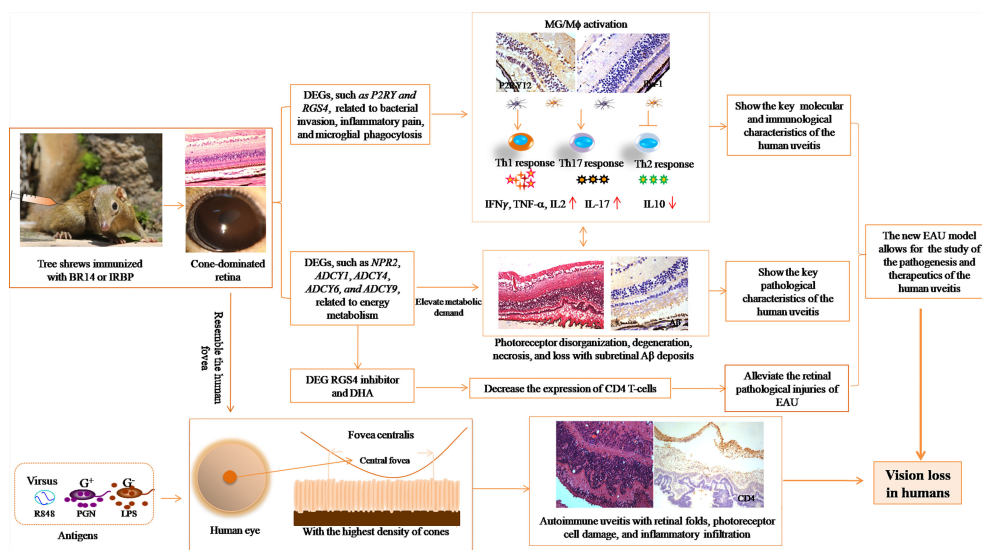 MG/Mϕ activation
DEGs, such as P2RY and
RGS4, related to bacterial
invasion, inflammatory pain,
and microglial phagocytosis
P2RY12
Iba-1
Th1 response
Th17 response
Th2 response
IFNγ, TNF-α, IL2
IL-17
IL10
Show the key molecular
and immunological
characteristics of the
human uveitis
Tree shrews immunized
with BR14 or IRBP
Cone-dominated
retina
DEGs, such as NPR2,
ADCY1, ADCY4,
ADCY6, and ADCY9,
related to energy
metabolism
Elevate metabolic
demand
Aβ
Photoreceptor disorganization, degeneration,
necrosis, and loss with subretinal Aβ deposits
Show the key
pathological
characteristics of the
human uveitis
The new EAU model
allows for the study of
the pathogenesis and
therapeutics of the
human uveitis
Resemble the human
fovea
DEG RGS4 inhibitor
and DHA
Decrease the expression of CD4 T-cells
Alleviate the retinal
pathological injuries of
EAU
Virsus
G+
G-
R848
PGN
LPS
Antigens
Human eye
Fovea centralis
Central fovea
With the highest density of cones
CD4
Autoimmune uveitis with retinal folds, photoreceptor
cell damage, and inflammatory infiltration
Vision loss
in humans